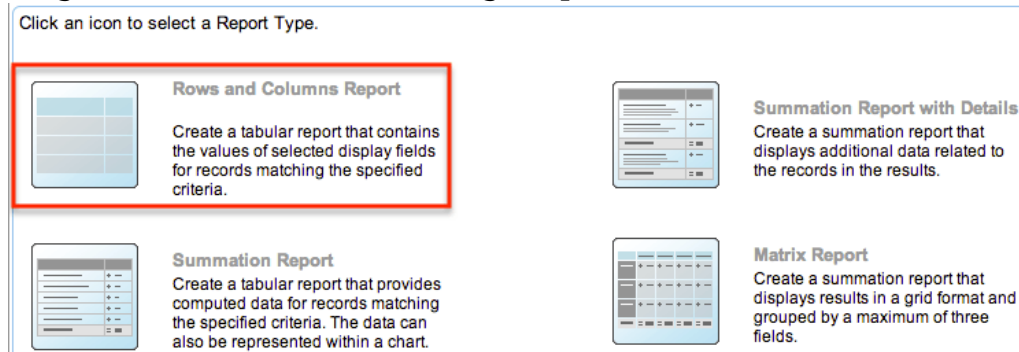 Click an icon to select a Report Type.
Rows and Columns Report
Create a tabular report that contains
the values of selected display fields
for records matching the specified
criteria.
Summation Report with Details
Create a summation report that
displays additional data related to
the records in the results.
Summation Report
Create a tabular report that provides
computed data for records matching
the specified criteria. The data can
also be represented within a chart.
Matrix Report
Create a summation report that
displays results in a grid format and
grouped by a maximum of three
fields.